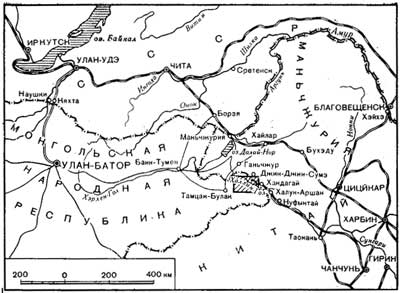 ИРКУТСК
оз. Байкал
Витим
С
С
С
Р
УЛАН-УДЭ
ЧИТА
Шилка
Сретенск
Амур
МАНЬЧЖУРИЯ
Аргунь
Ингода
Наушки
Кяхта
Онон
Борзя
БЛАГОВЕЩЕНСК
Хэйхэ
Нонни
Маньчжурия
Хайлар
оз. Далай-Нор
Бухэду
МОНГОЛЬСКАЯ
НАРОДНАЯ
РЕСПУБЛИКА
УЛАН-БАТОР
Баин-Тумен
Ганьчжур
Джин-Джин-Сумэ
Хандагай
Халун-Аршан
Керлен-Гол
Тамцак-Булак
Нуфынтай
ЦИЦИКАР
ХАРБИН
Таонань
Сунгари
КИТАЙ
ЧАНЧУНЬ
ГИРИН
200 0 200 400 км